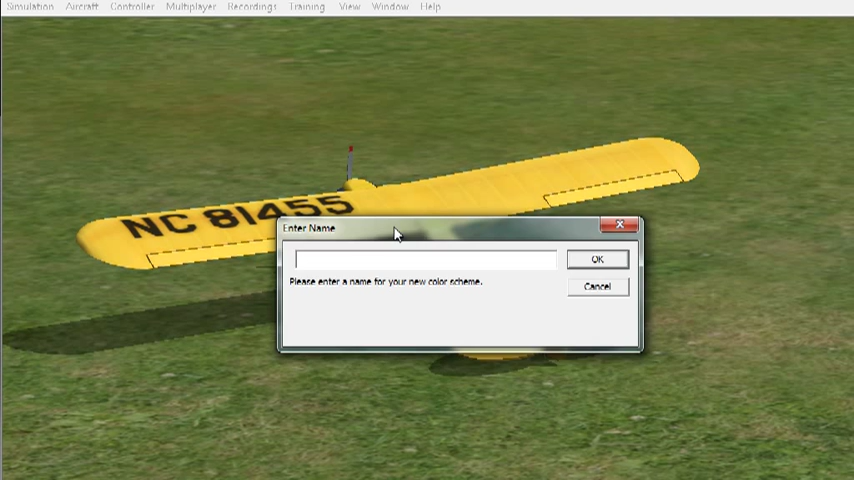 Simulation Aircraft Controller Multiplayer Recordings Training View Window Help
NC 81455
Enter Name
OK
Please enter a name for your new color scheme.
Cancel